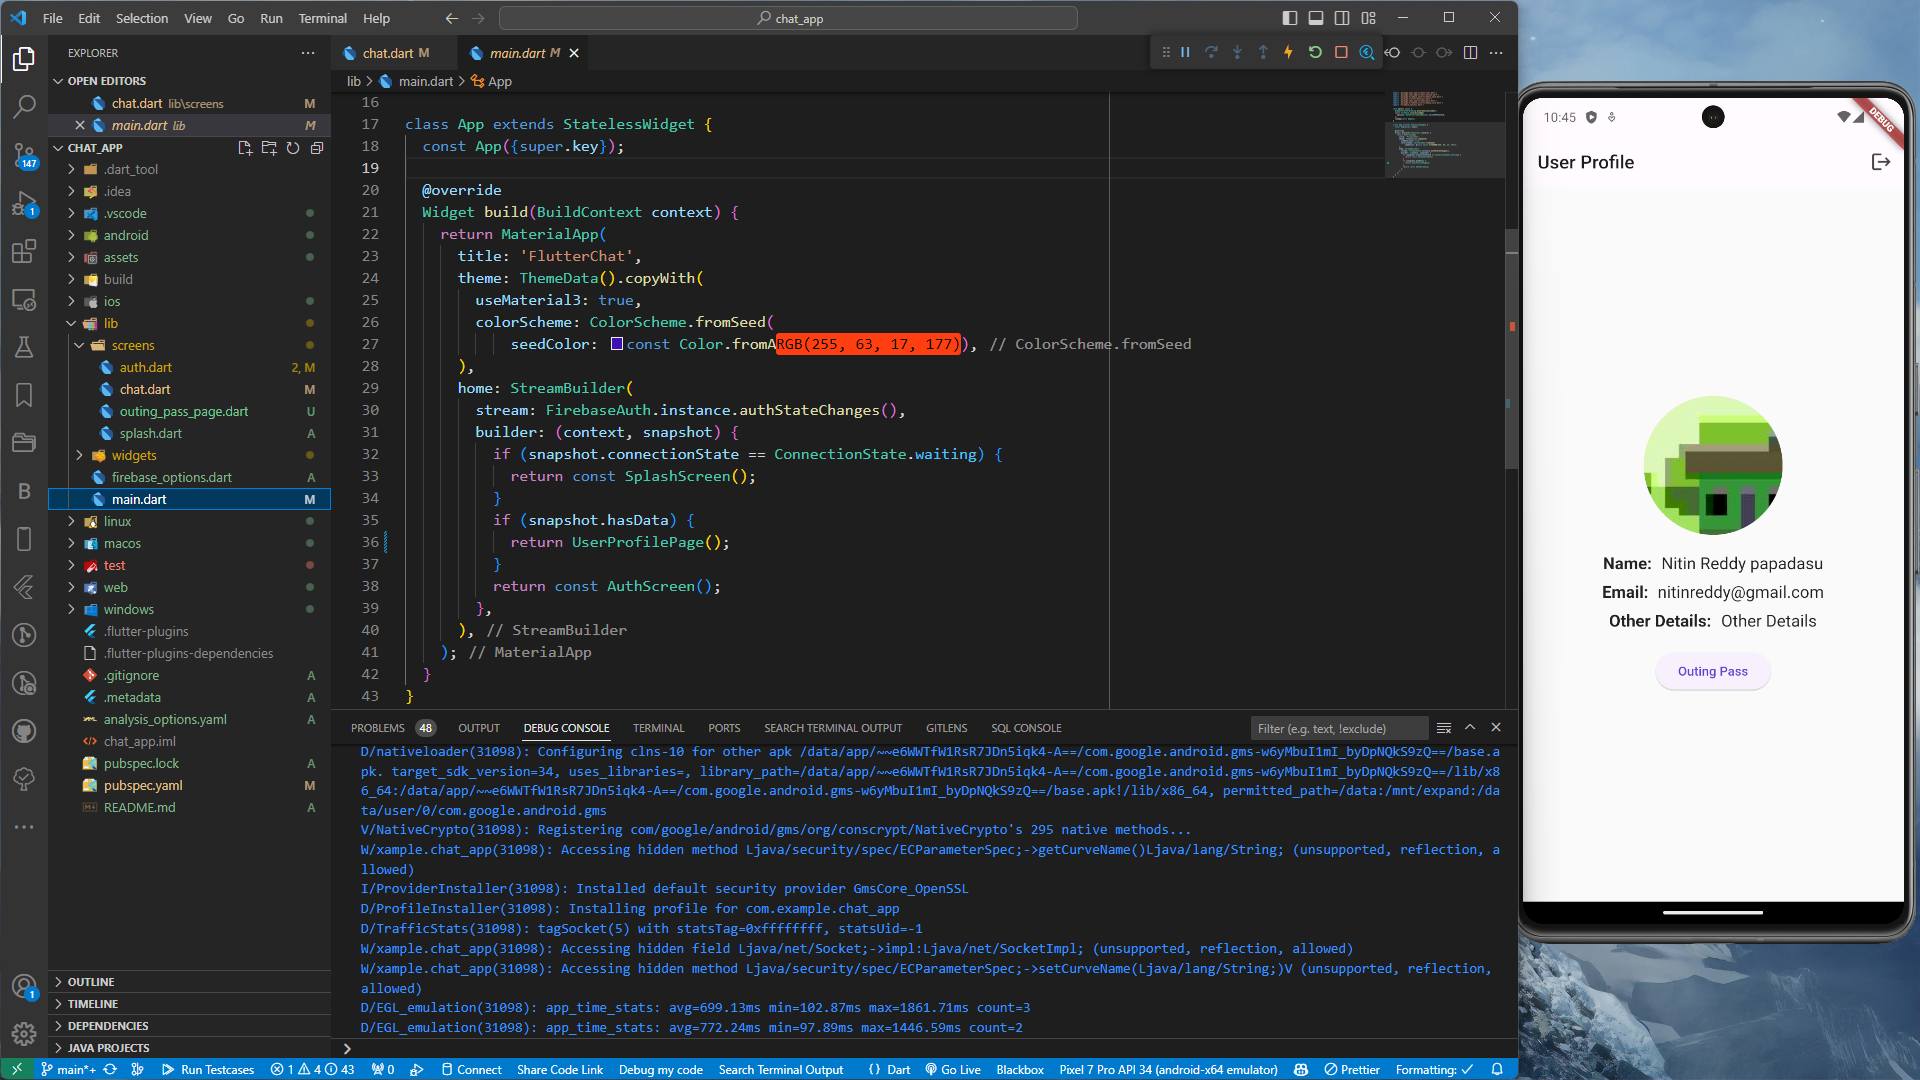 File Edit Selection View Go Run Terminal Help
chat_app
EXPLORER
OPEN EDITORS
chat.dart lib\screens M
main.dart lib M
CHAT_APP
.dart_tool
.idea
.vscode
android
assets
build
ios
lib
screens
auth.dart 2, M
chat.dart M
outing_pass_page.dart U
splash.dart A
widgets
firebase_options.dart A
main.dart M
linux
macos
test
web
windows
.flutter-plugins
.flutter-plugins-dependencies
.gitignore A
.metadata A
analysis_options.yaml A
chat_app.iml
pubspec.lock A
pubspec.yaml M
README.md A
OUTLINE
TIMELINE
DEPENDENCIES
JAVA PROJECTS
147
1
B
1
chat.dart M main.dart M
lib > main.dart > App
16
17 class App extends StatelessWidget {
18 const App({super.key});
19
20 @override
21 Widget build(BuildContext context) {
22 return MaterialApp(
23 title: 'FlutterChat',
24 theme: ThemeData().copyWith(
25 useMaterial3: true,
26 colorScheme: ColorScheme.fromSeed(
27 seedColor: const Color.fromARGB(255, 63, 17, 177)), // ColorScheme.fromSeed
28 ),
29 home: StreamBuilder(
30 stream: FirebaseAuth.instance.authStateChanges(),
31 builder: (context, snapshot) {
32 if (snapshot.connectionState == ConnectionState.waiting) {
33 return const SplashScreen();
34 }
35 if (snapshot.hasData) {
36 return UserProfilePage();
37 }
38 return const AuthScreen();
39 },
40 ), // StreamBuilder
41 ); // MaterialApp
42 }
43 }
PROBLEMS 48 OUTPUT DEBUG CONSOLE TERMINAL PORTS SEARCH TERMINAL OUTPUT GITLENS SQL CONSOLE Filter (e.g. text, !exclude)
D/nativeloader(31098): Configuring clns-10 for other apk /data/app/~~e6WWTfW1RsR7JDn5iqk4-A==/com.google.android.gms-w6yMbuI1mI_byDpNQkS9zQ==/base.a
pk. target_sdk_version=34, uses_libraries=, library_path=/data/app/~~e6WWTfW1RsR7JDn5iqk4-A==/com.google.android.gms-w6yMbuI1mI_byDpNQkS9zQ==/lib/x8
6_64:/data/app/~~e6WWTfW1RsR7JDn5iqk4-A==/com.google.android.gms-w6yMbuI1mI_byDpNQkS9zQ==/base.apk!/lib/x86_64, permitted_path=/data:/mnt/expand:/da
ta/user/0/com.google.android.gms
V/NativeCrypto(31098): Registering com/google/android/gms/org/conscrypt/NativeCrypto's 295 native methods...
W/xample.chat_app(31098): Accessing hidden method Ljava/security/spec/ECParameterSpec;->getCurveName()Ljava/lang/String; (unsupported, reflection, a
llowed)
I/ProviderInstaller(31098): Installed default security provider GmsCore_OpenSSL
D/ProfileInstaller(31098): Installing profile for com.example.chat_app
D/TrafficStats(31098): tagSocket(5) with statsTag=0xffffffff, statsUid=-1
W/xample.chat_app(31098): Accessing hidden field Ljava/net/Socket;->impl:Ljava/net/SocketImpl; (unsupported, reflection, allowed)
W/xample.chat_app(31098): Accessing hidden method Ljava/security/spec/ECParameterSpec;->setCurveName(Ljava/lang/String;)V (unsupported, reflection,
allowed)
D/EGL_emulation(31098): app_time_stats: avg=699.13ms min=102.87ms max=1861.71ms count=3
D/EGL_emulation(31098): app_time_stats: avg=772.24ms min=97.89ms max=1446.59ms count=2
main*+ Run Testcases 1 4 43 0 Connect Share Code Link Debug my code Search Terminal Output { } Dart Go Live Blackbox Pixel 7 Pro API 34 (android-x64 emulator) Prettier Formatting: ✓
10:45
DEBUG
User Profile
Name: Nitin Reddy papadasu
Email: nitinreddy@gmail.com
Other Details: Other Details
Outing Pass